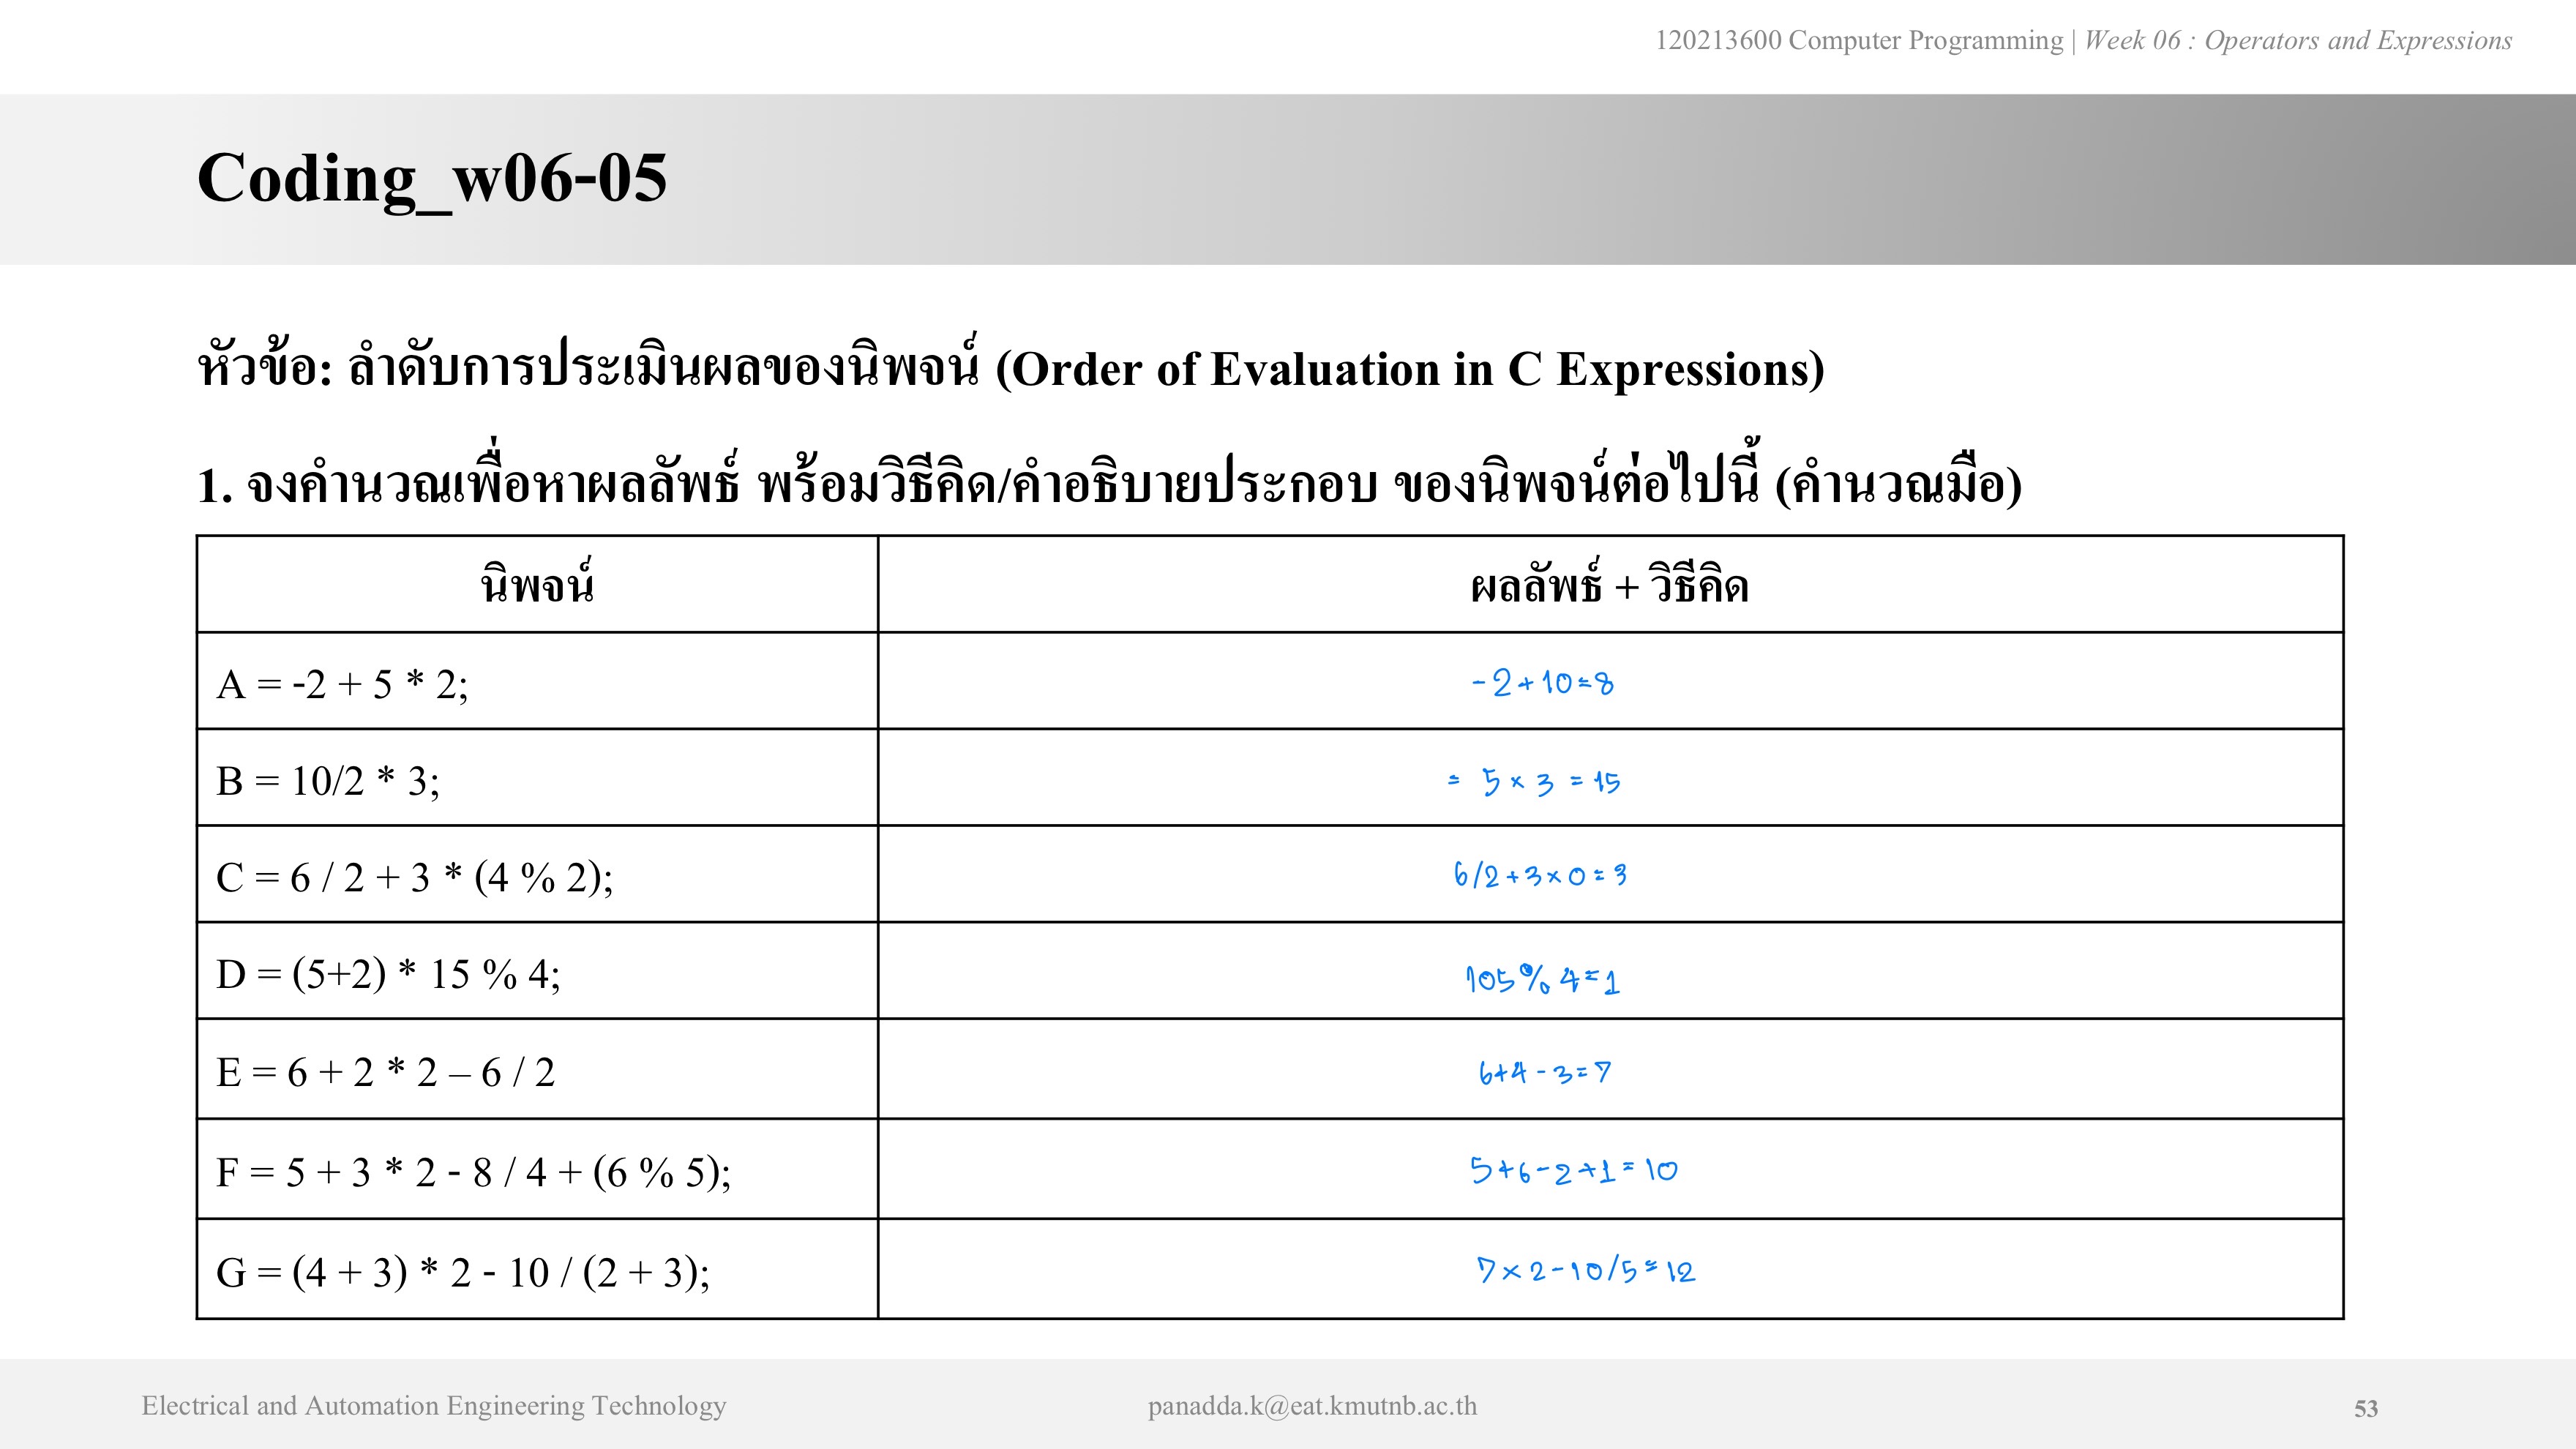 120213600 Computer Programming | Week 06 : Operators and Expressions
Coding_w06-05
หัวข้อ: ลำดับการประเมินผลของนิพจน์ (Order of Evaluation in C Expressions)
1. จงคำนวณเพื่อหาผลลัพธ์ พร้อมวิธีคิด/คำอธิบายประกอบ ของนิพจน์ต่อไปนี้ (คำนวณมือ)
นิพจน์ ผลลัพธ์ + วิธีคิด
A = -2 + 5 * 2; -2+10=8
B = 10/2 * 3; = 5 × 3 = 15
C = 6 / 2 + 3 * (4 % 2); 6/2+3×0=3
D = (5+2) * 15 % 4; 105% 4=1
E = 6 + 2 * 2 – 6 / 2 6+4-3=7
F = 5 + 3 * 2 - 8 / 4 + (6 % 5); 5+6-2+1=10
G = (4 + 3) * 2 - 10 / (2 + 3); 7×2-10/5=12
Electrical and Automation Engineering Technology panadda.k@eat.kmutnb.ac.th 53